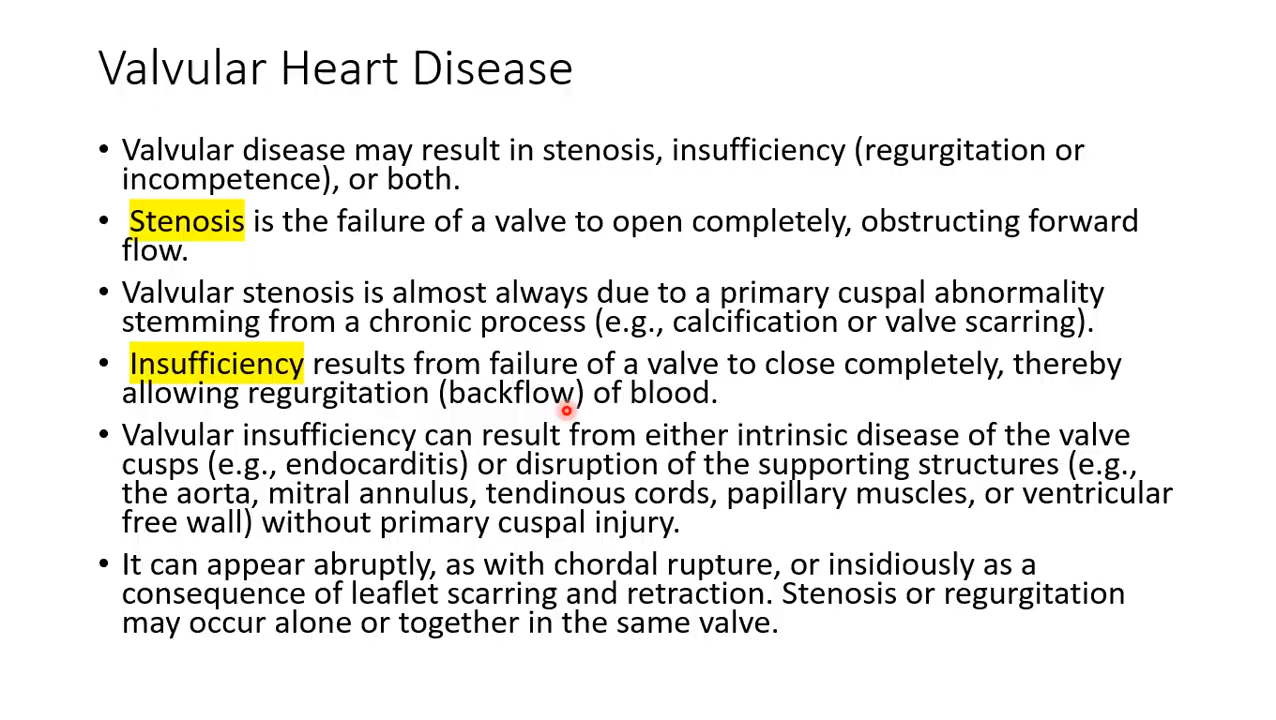 Valvular Heart Disease
• Valvular disease may result in stenosis, insufficiency (regurgitation or
incompetence), or both.
• Stenosis is the failure of a valve to open completely, obstructing forward
flow.
• Valvular stenosis is almost always due to a primary cuspal abnormality
stemming from a chronic process (e.g., calcification or valve scarring).
• Insufficiency results from failure of a valve to close completely, thereby
allowing regurgitation (backflow) of blood.
• Valvular insufficiency can result from either intrinsic disease of the valve
cusps (e.g., endocarditis) or disruption of the supporting structures (e.g.,
the aorta, mitral annulus, tendinous cords, papillary muscles, or ventricular
free wall) without primary cuspal injury.
• It can appear abruptly, as with chordal rupture, or insidiously as a
consequence of leaflet scarring and retraction. Stenosis or regurgitation
may occur alone or together in the same valve.